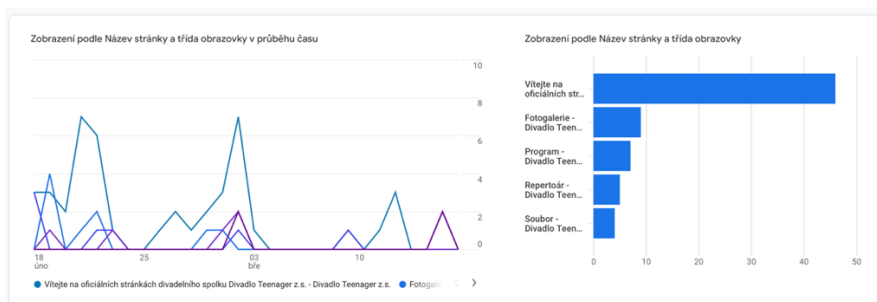 Zobrazení podle Název stránky a třída obrazovky v průběhu času
10
8
6
4
2
0
18
úno
25
03
bře
10
Vítejte na oficiálních stránkách divadelního spolku Divadlo Teenager z.s. - Divadlo Teenager z.s.
Fotogale
Zobrazení podle Název stránky a třída obrazovky
Vítejte na
oficiálních str...
Fotogalerie -
Divadlo Teen...
Program -
Divadlo Teen...
Repertoár -
Divadlo Teen...
Soubor -
Divadlo Teen...
0
10
20
30
40
50